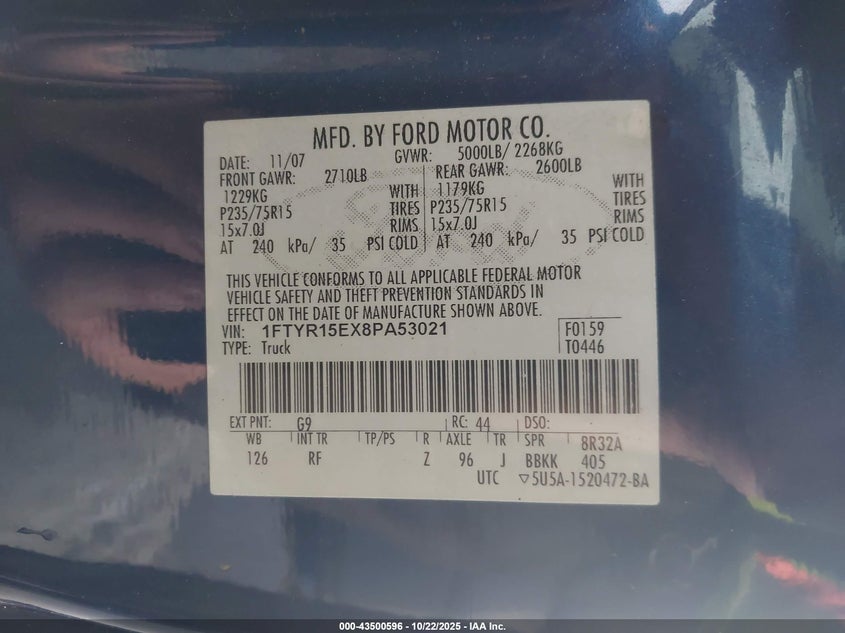 MFD. BY FORD MOTOR CO.
DATE: 11/07 GVWR: 5000LB/ 2268KG
FRONT GAWR: 2710LB REAR GAWR: 2600LB
1229KG WITH 1179KG WITH
P235/75R15 TIRES P235/75R15 TIRES
15x7.0J RIMS 15x7.0J RIMS
AT 240 kPa/ 35 PSI COLD AT 240 kPa/ 35 PSI COLD
THIS VEHICLE CONFORMS TO ALL APPLICABLE FEDERAL MOTOR
VEHICLE SAFETY AND THEFT PREVENTION STANDARDS IN
EFFECT ON THE DATE OF MANUFACTURE SHOWN ABOVE.
VIN: 1FTYR15EX8PA53021 F0159
TYPE: Truck T0446
EXT PNT: G9 RC: 44 DSO:
WB INT TR TP/PS R AXLE TR SPR 8R32A
126 RF Z 96 J BBKK 405
UTC ▽5U5A-1520472-BA
000-43500596 - 10/22/2025 - IAA Inc.